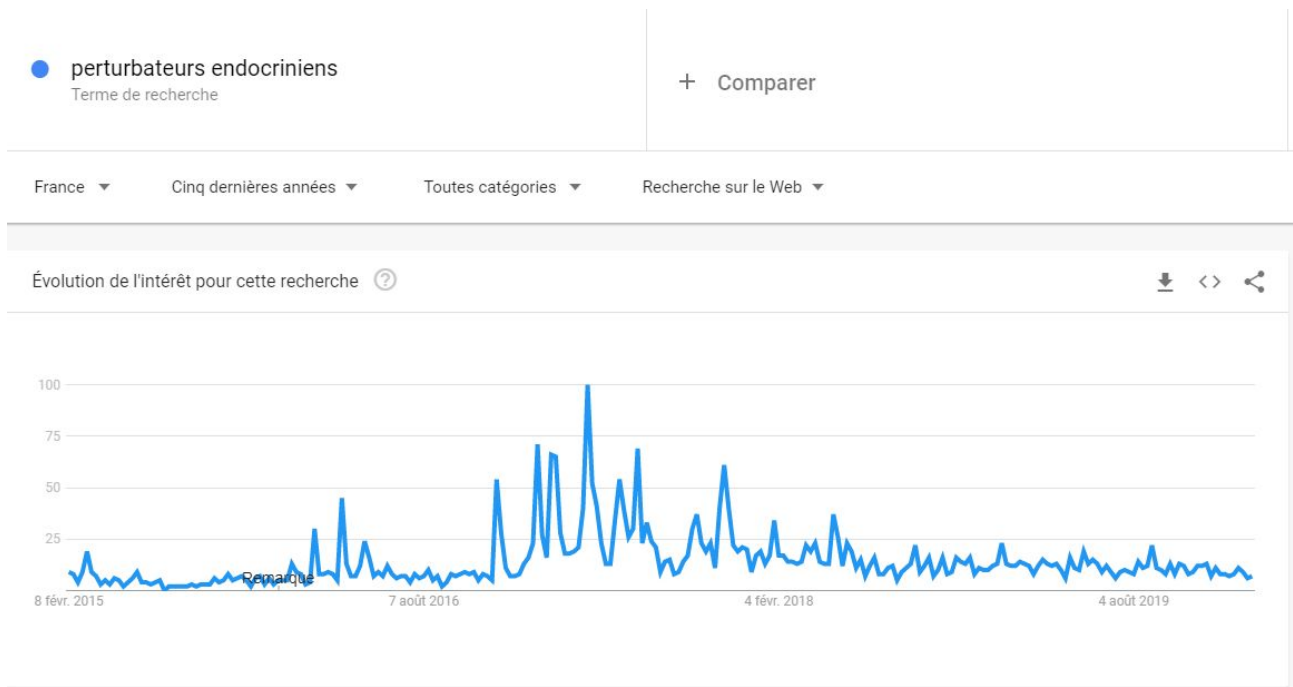 perturbateurs endocriniens
Terme de recherche
+ Comparer
France Cinq dernières années Toutes catégories Recherche sur le Web
Évolution de l'intérêt pour cette recherche ?
100
75
50
25
Remarque
8 févr. 2015 7 août 2016 4 févr. 2018 4 août 2019